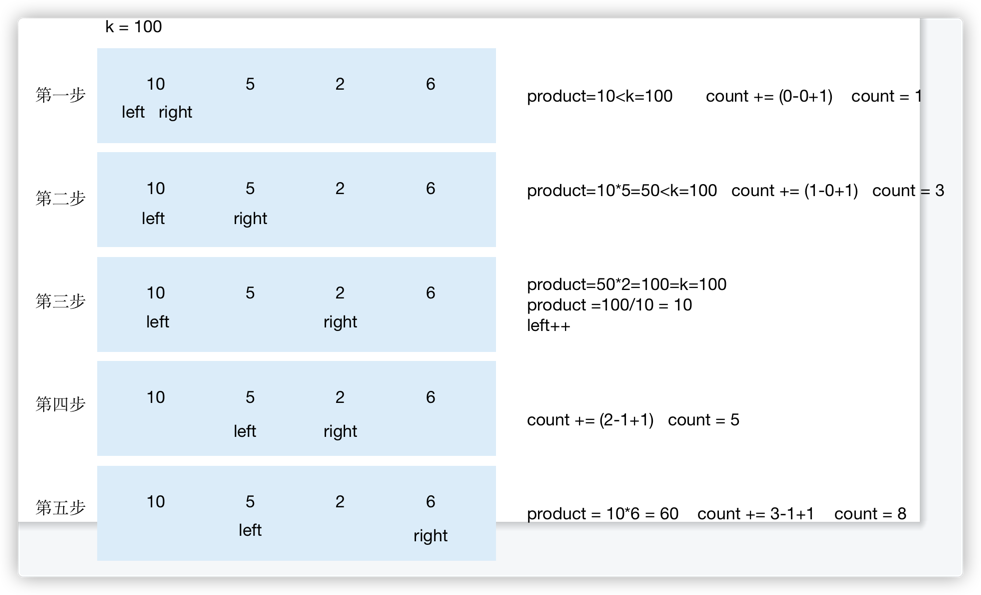 k = 100
第一步
10 5 2 6
left right
product=10<k=100 count += (0-0+1) count = 1
第二步
10 5 2 6
left right
product=10*5=50<k=100 count += (1-0+1) count = 3
第三步
10 5 2 6
left right
product=50*2=100=k=100
product =100/10 = 10
left++
第四步
10 5 2 6
left right
count += (2-1+1) count = 5
第五步
10 5 2 6
left right
product = 10*6 = 60 count += 3-1+1 count = 8